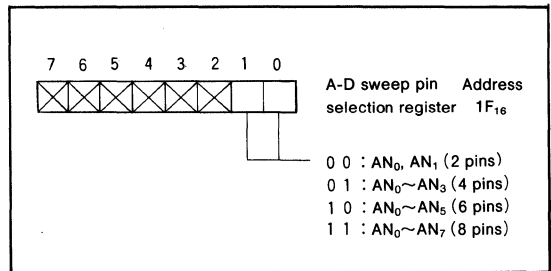 7 6 5 4 3 2 1 0
A-D sweep pin Address
selection register 1F₁₆
0 0 : AN₀, AN₁ (2 pins)
0 1 : AN₀～AN₃ (4 pins)
1 0 : AN₀～AN₅ (6 pins)
1 1 : AN₀～AN₇ (8 pins)